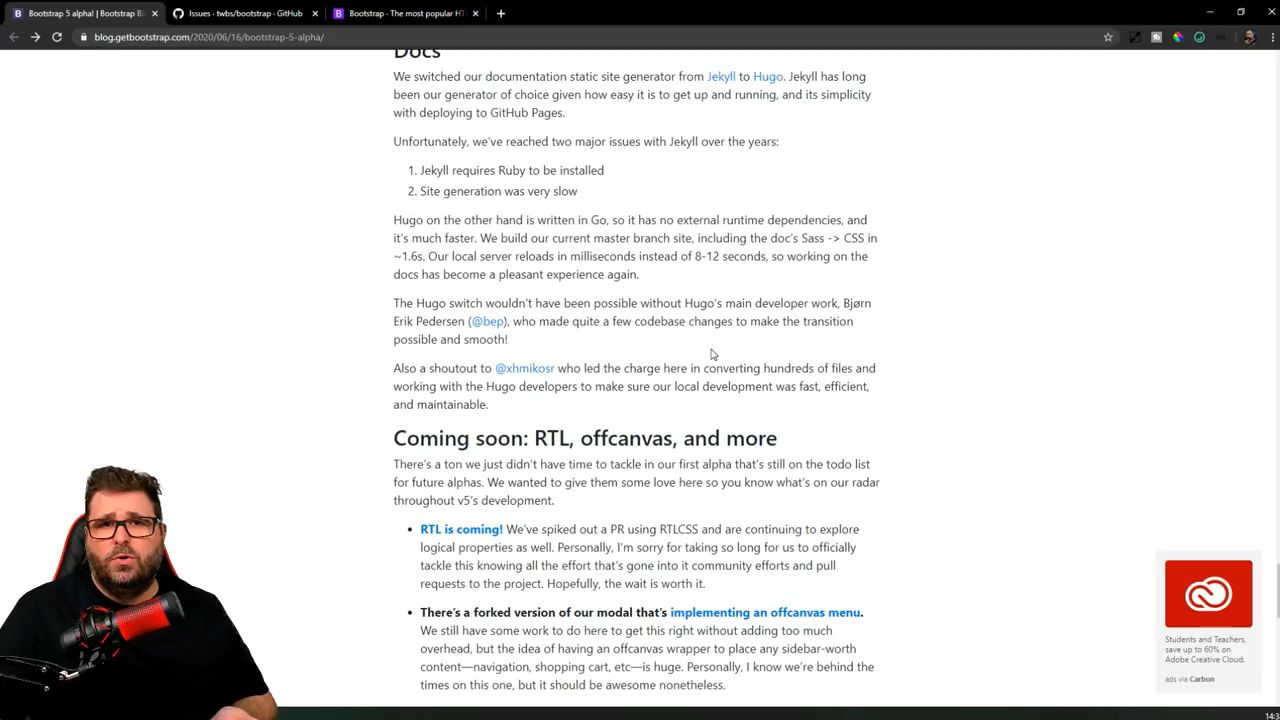 Bootstrap 5 alpha! | Bootstrap Bl
Issues · twbs/bootstrap · GitHub
Bootstrap · The most popular HT
blog.getbootstrap.com/2020/06/16/bootstrap-5-alpha/
Docs
We switched our documentation static site generator from Jekyll to Hugo. Jekyll has long
been our generator of choice given how easy it is to get up and running, and its simplicity
with deploying to GitHub Pages.
Unfortunately, we've reached two major issues with Jekyll over the years:
1. Jekyll requires Ruby to be installed
2. Site generation was very slow
Hugo on the other hand is written in Go, so it has no external runtime dependencies, and
it's much faster. We build our current master branch site, including the doc's Sass -> CSS in
~1.6s. Our local server reloads in milliseconds instead of 8-12 seconds, so working on the
docs has become a pleasant experience again.
The Hugo switch wouldn't have been possible without Hugo's main developer work, Bjørn
Erik Pedersen (@bep), who made quite a few codebase changes to make the transition
possible and smooth!
Also a shoutout to @xhmikosr who led the charge here in converting hundreds of files and
working with the Hugo developers to make sure our local development was fast, efficient,
and maintainable.
Coming soon: RTL, offcanvas, and more
There's a ton we just didn't have time to tackle in our first alpha that's still on the todo list
for future alphas. We wanted to give them some love here so you know what's on our radar
throughout v5's development.
• RTL is coming! We've spiked out a PR using RTLCSS and are continuing to explore
logical properties as well. Personally, I'm sorry for taking so long for us to officially
tackle this knowing all the effort that's gone into it community efforts and pull
requests to the project. Hopefully, the wait is worth it.
• There's a forked version of our modal that's implementing an offcanvas menu.
We still have some work to do here to get this right without adding too much
overhead, but the idea of having an offcanvas wrapper to place any sidebar-worth
content—navigation, shopping cart, etc—is huge. Personally, I know we're behind the
times on this one, but it should be awesome nonetheless.
Students and Teachers,
save up to 60% on
Adobe Creative Cloud.
ads via Carbon